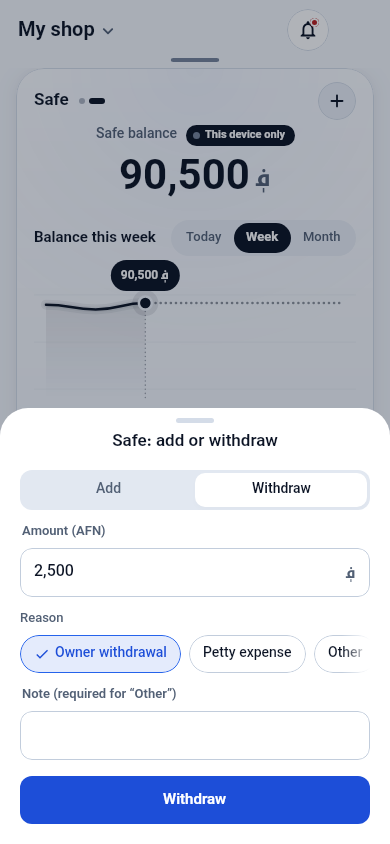 My shop
Safe
Safe balance This device only
90,500 ؋
Balance this week Today Week Month
90,500 ؋
Safe: add or withdraw
Add Withdraw
Amount (AFN)
2,500 ؋
Reason
Owner withdrawal Petty expense Other
Note (required for “Other”)
Withdraw